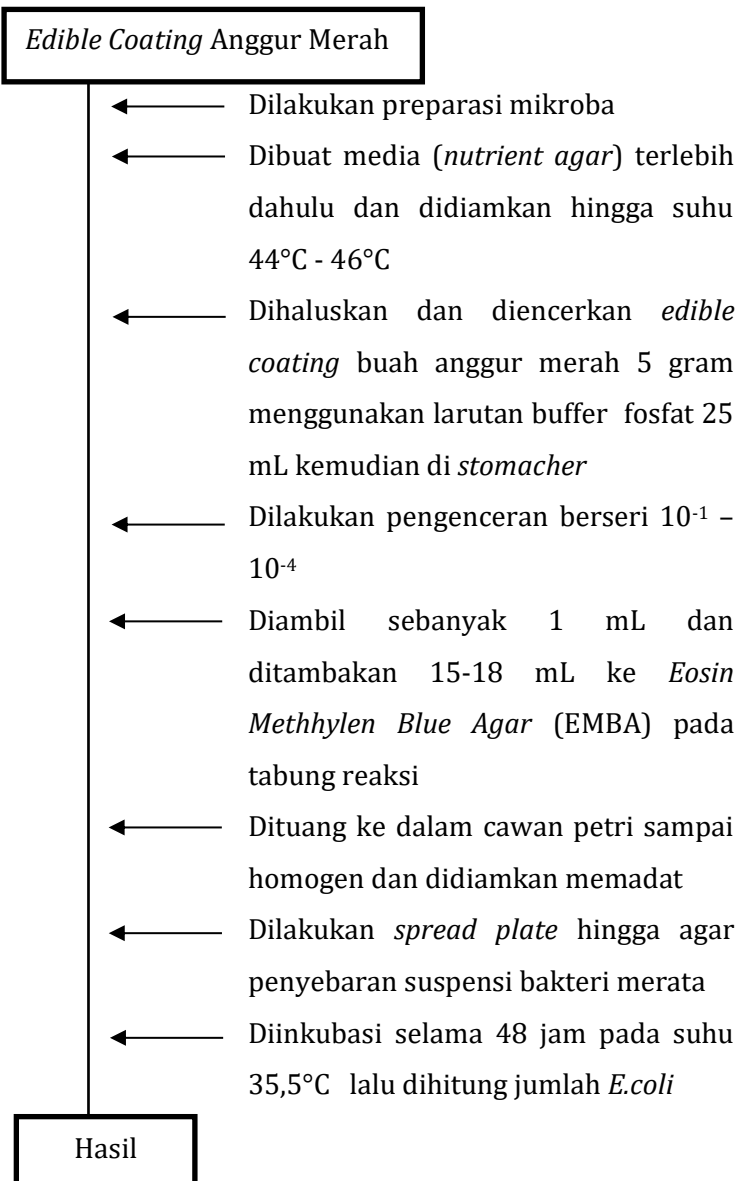 Edible Coating Anggur Merah
Dilakukan preparasi mikroba
Dibuat media (nutrient agar) terlebih
dahulu dan didiamkan hingga suhu
44°C - 46°C
Dihaluskan dan diencerkan edible
coating buah anggur merah 5 gram
menggunakan larutan buffer fosfat 25
mL kemudian di stomacher
Dilakukan pengenceran berseri 10⁻¹ –
10⁻⁴
Diambil sebanyak 1 mL dan
ditambakan 15-18 mL ke Eosin
Methhylen Blue Agar (EMBA) pada
tabung reaksi
Dituang ke dalam cawan petri sampai
homogen dan didiamkan memadat
Dilakukan spread plate hingga agar
penyebaran suspensi bakteri merata
Diinkubasi selama 48 jam pada suhu
35,5°C lalu dihitung jumlah E.coli
Hasil